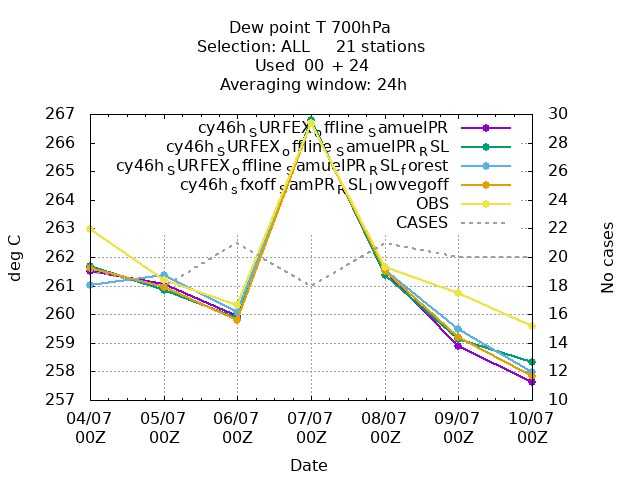 Dew point T 700hPa
Selection: ALL 21 stations
Used 00 + 24
Averaging window: 24h
cy46h_SURFEX_offline_SamuelPR
cy46h_SURFEX_offline_SamuelPR_RSL
cy46h_SURFEX_offline_SamuelPR_RSL_forest
cy46h_sfxoff_SamPR_RSL_lowvegoff
OBS
CASES
deg C
267
266
265
264
263
262
261
260
259
258
257
30
28
26
24
22
20
18
16
14
12
10
No cases
04/07 05/07 06/07 07/07 08/07 09/07 10/07
00Z 00Z 00Z 00Z 00Z 00Z 00Z
Date